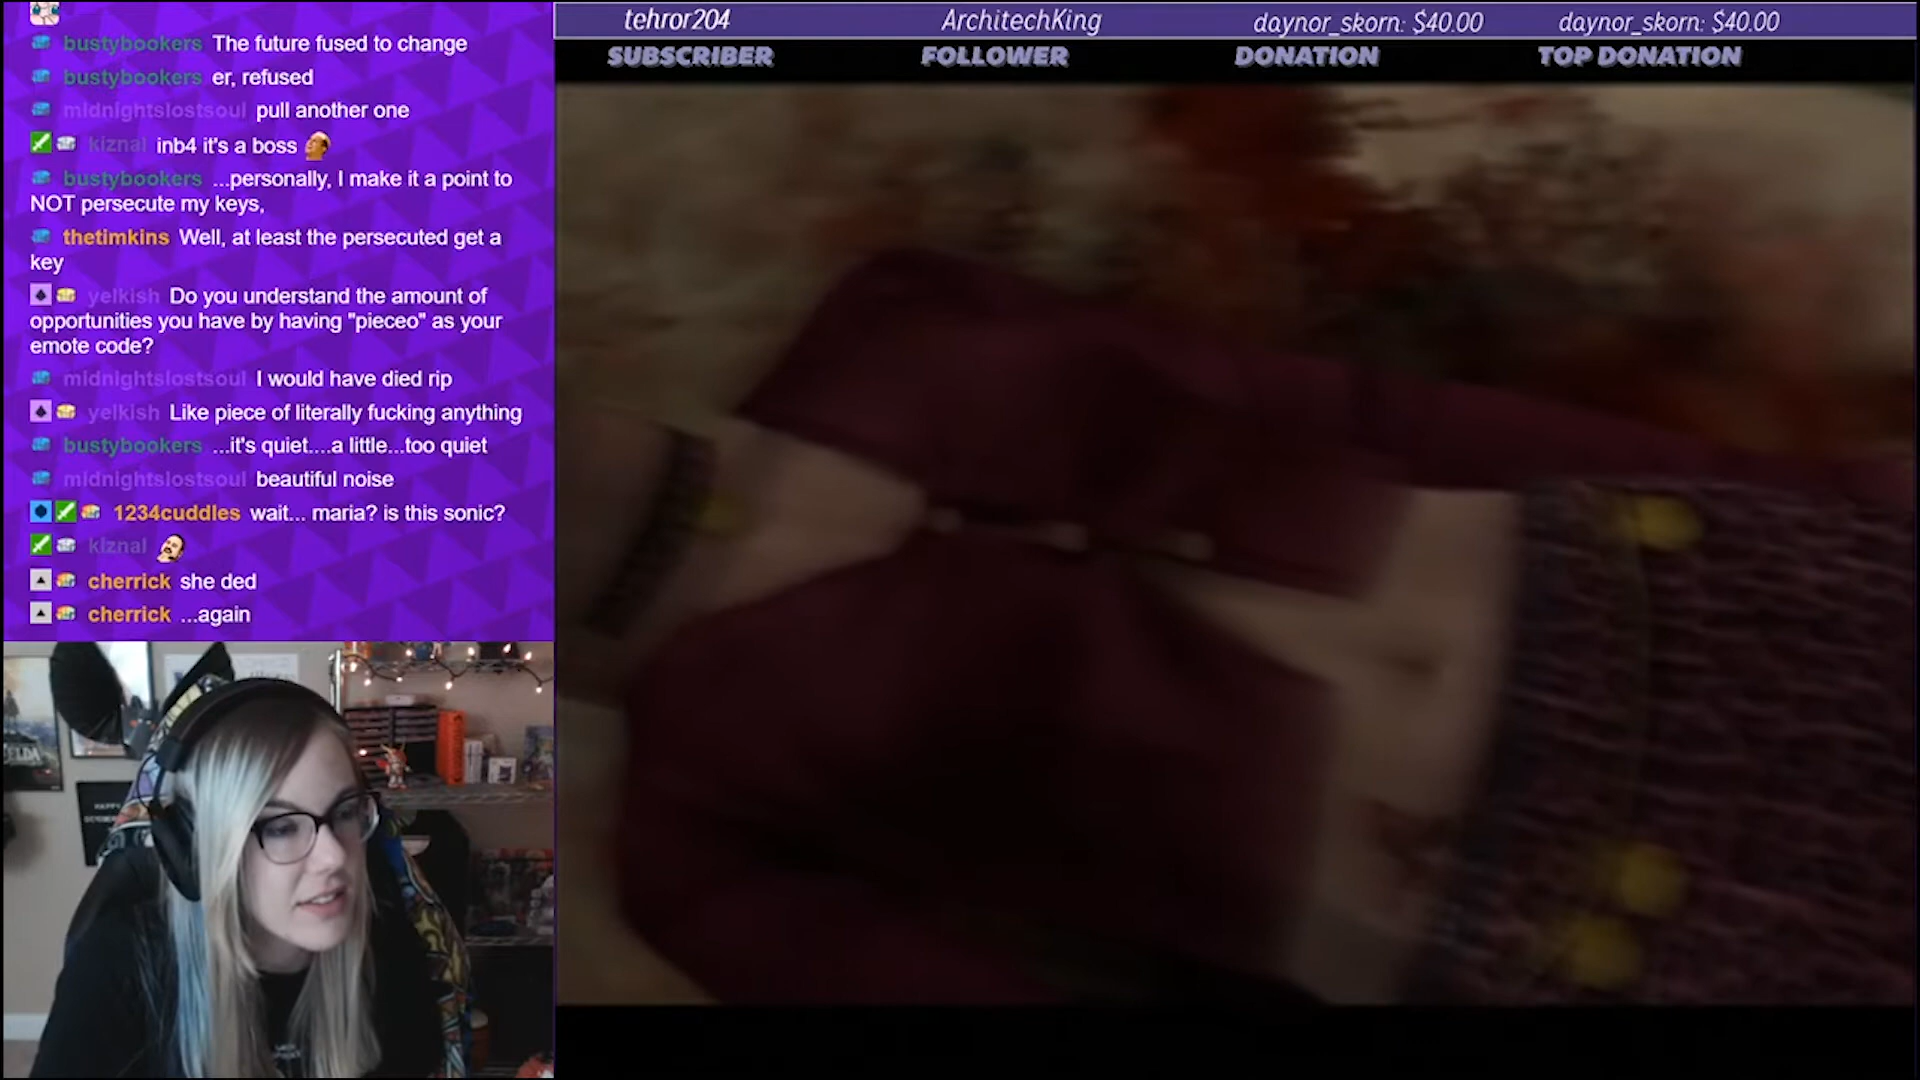 tehror204
ArchitechKing
daynor_skorn: $40.00
daynor_skorn: $40.00
SUBSCRIBER
FOLLOWER
DONATION
TOP DONATION
bustybookers The future fused to change
bustybookers er, refused
midnightslostsoul pull another one
kiznal inb4 it's a boss
bustybookers ...personally, I make it a point to
NOT persecute my keys,
thetimkins Well, at least the persecuted get a
key
yelkish Do you understand the amount of
opportunities you have by having "pieceo" as your
emote code?
midnightslostsoul I would have died rip
yelkish Like piece of literally fucking anything
bustybookers ...it's quiet....a little...too quiet
midnightslostsoul beautiful noise
1234cuddles wait... maria? is this sonic?
kiznal
cherrick she ded
cherrick ...again
HAPPY
OCTOBER